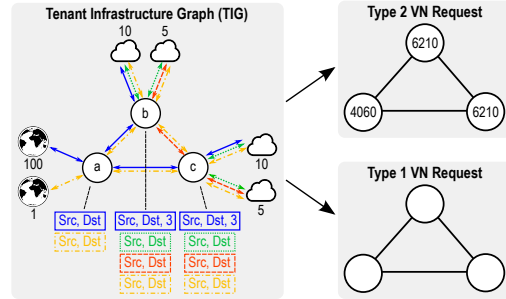 Tenant Infrastructure Graph (TIG)
10 5
b
100
a
c
10
1
5
Src, Dst Src, Dst, 3 Src, Dst, 3
Src, Dst Src, Dst Src, Dst
Src, Dst Src, Dst
Src, Dst Src, Dst
Type 2 VN Request
6210
4060 6210
Type 1 VN Request